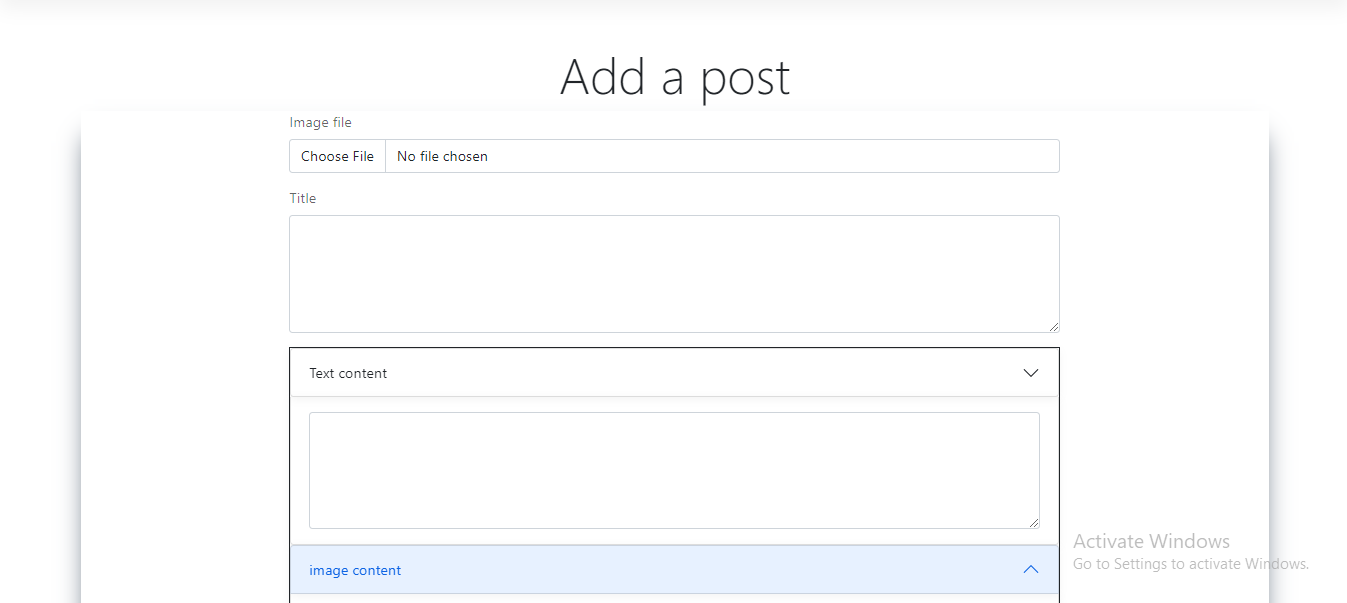 Add a post
Image file
Choose File No file chosen
Title
Text content
image content
Activate Windows
Go to Settings to activate Windows.